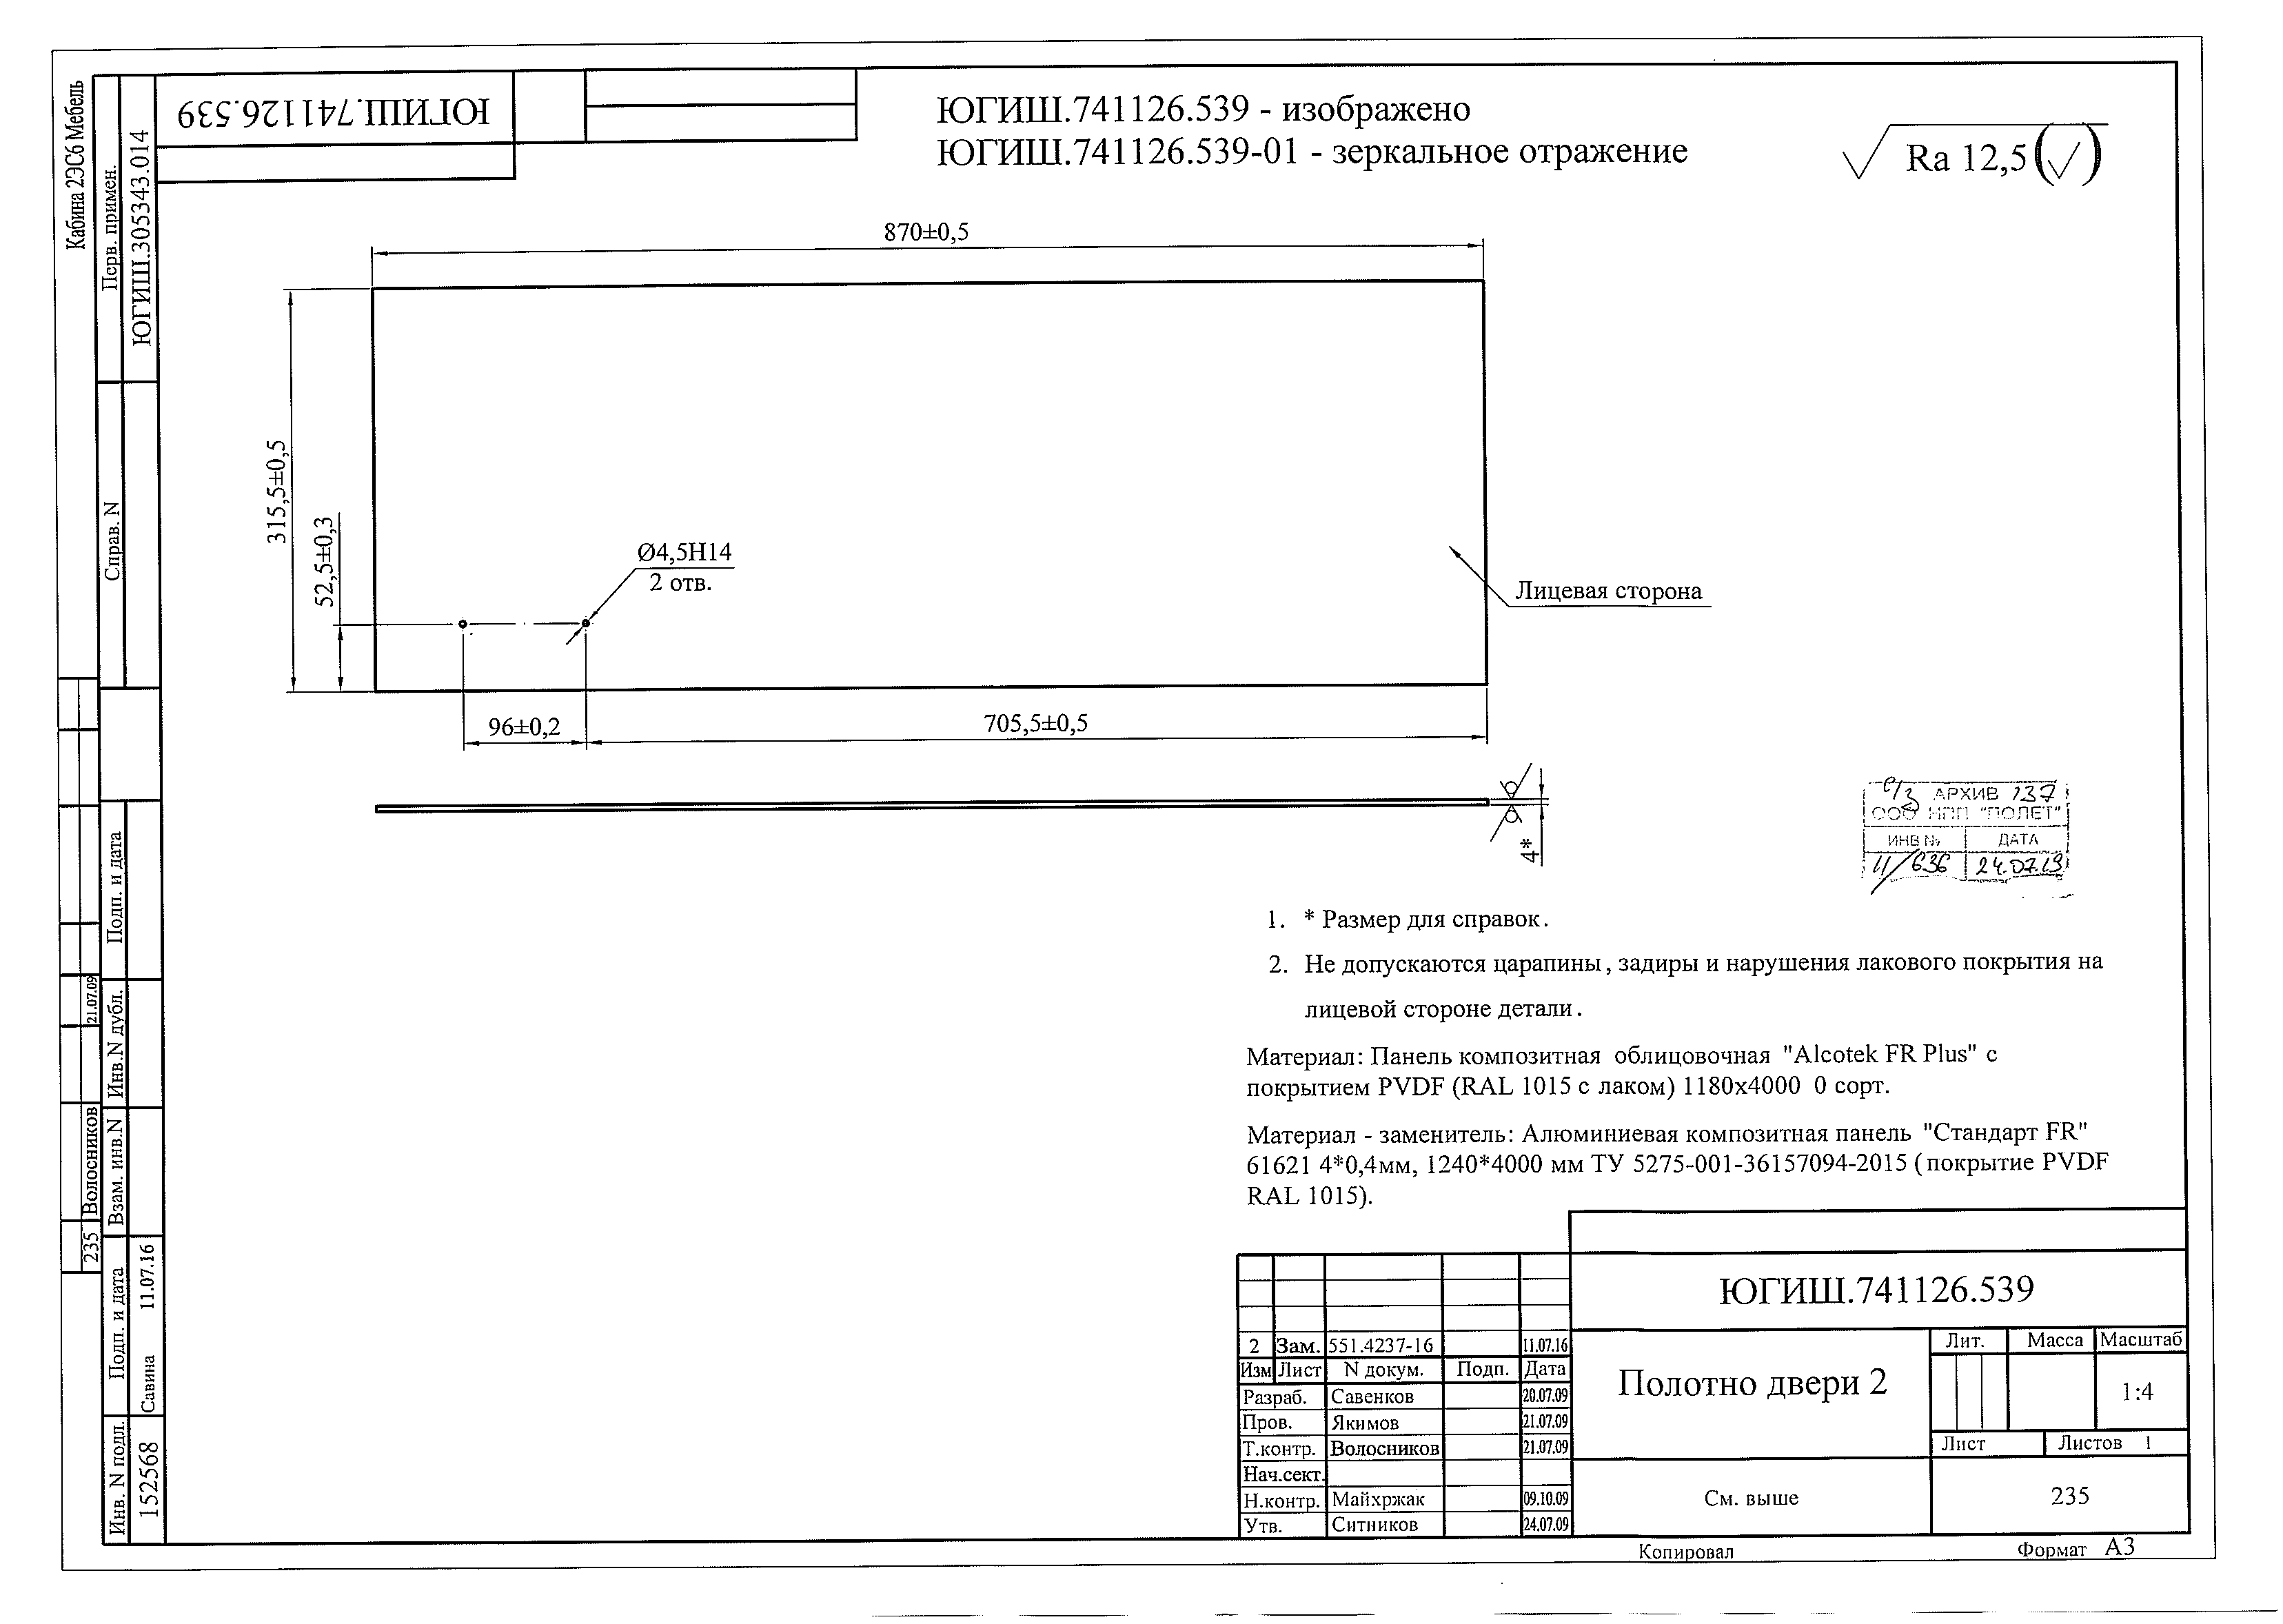 Кабина 2ЭС6 Мебель
Перв. примен.
ЮГИШ.305343.014
Справ. N
ЮГИШ.741126.539
ЮГИШ.741126.539 - изображено
ЮГИШ.741126.539-01 - зеркальное отражение
Ra 12,5 (√)
870±0,5
315,5±0,5
52,5±0,3
Ø4,5H14
2 отв.
Лицевая сторона
96±0,2
705,5±0,5
4*
АРХИВ 137
ООО НПП "ПОЛЕТ"
ИНВ № ДАТА
11/636 24.07.19
1. * Размер для справок.
2. Не допускаются царапины, задиры и нарушения лакового покрытия на
лицевой стороне детали.
Материал: Панель композитная облицовочная "Alcotek FR Plus" с
покрытием PVDF (RAL 1015 с лаком) 1180x4000 0 сорт.
Материал - заменитель: Алюминиевая композитная панель "Стандарт FR"
61621 4*0,4мм, 1240*4000 мм ТУ 5275-001-36157094-2015 (покрытие PVDF
RAL 1015).
Подп. и дата
Инв.N дубл.
Взам. инв.N
Подп. и дата
Савина 11.07.16
Инв. N подл.
152568
21.07.09
Волосников
235
ЮГИШ.741126.539
2 Зам. 551.4237-16 11.07.16
Изм Лист N докум. Подп. Дата
Разраб. Савенков 20.07.09
Пров. Якимов 21.07.09
Т.контр. Волосников 21.07.09
Нач.сект.
Н.контр. Майхржак 09.10.09
Утв. Ситников 24.07.09
Полотно двери 2
Лит. Масса Масштаб
1:4
Лист Листов 1
См. выше
235
Копировал
Формат А3